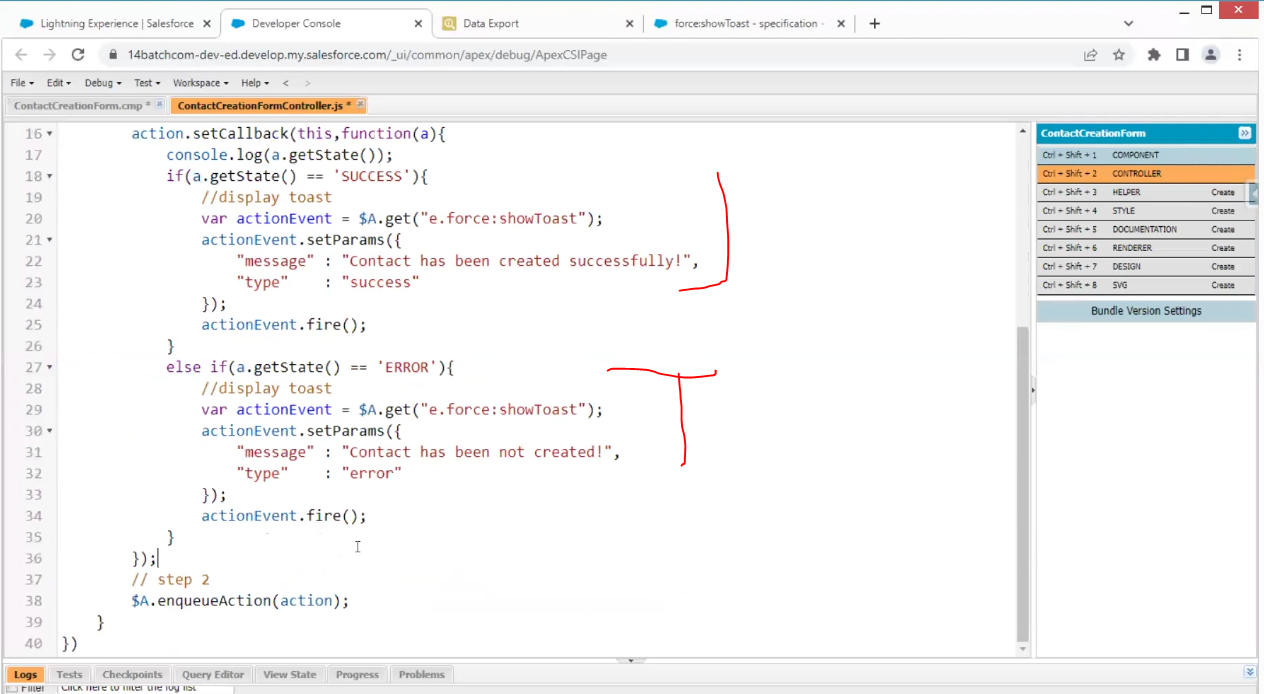 Lightning Experience | Salesforce
Developer Console
Data Export
force:showToast - specification -
14batchcom-dev-ed.develop.my.salesforce.com/_ui/common/apex/debug/ApexCSIPage
File Edit Debug Test Workspace Help < >
ContactCreationForm.cmp * ContactCreationFormController.js *
16 action.setCallback(this,function(a){
17 console.log(a.getState());
18 if(a.getState() == 'SUCCESS'){
19 //display toast
20 var actionEvent = $A.get("e.force:showToast");
21 actionEvent.setParams({
22 "message" : "Contact has been created successfully!",
23 "type" : "success"
24 });
25 actionEvent.fire();
26 }
27 else if(a.getState() == 'ERROR'){
28 //display toast
29 var actionEvent = $A.get("e.force:showToast");
30 actionEvent.setParams({
31 "message" : "Contact has been not created!",
32 "type" : "error"
33 });
34 actionEvent.fire();
35 }
36 });
37 // step 2
38 $A.enqueueAction(action);
39 }
40 })
ContactCreationForm
Ctrl + Shift + 1 COMPONENT
Ctrl + Shift + 2 CONTROLLER
Ctrl + Shift + 3 HELPER Create
Ctrl + Shift + 4 STYLE Create
Ctrl + Shift + 5 DOCUMENTATION Create
Ctrl + Shift + 6 RENDERER Create
Ctrl + Shift + 7 DESIGN Create
Ctrl + Shift + 8 SVG Create
Bundle Version Settings
Logs Tests Checkpoints Query Editor View State Progress Problems
Filter Click here to filter the log list